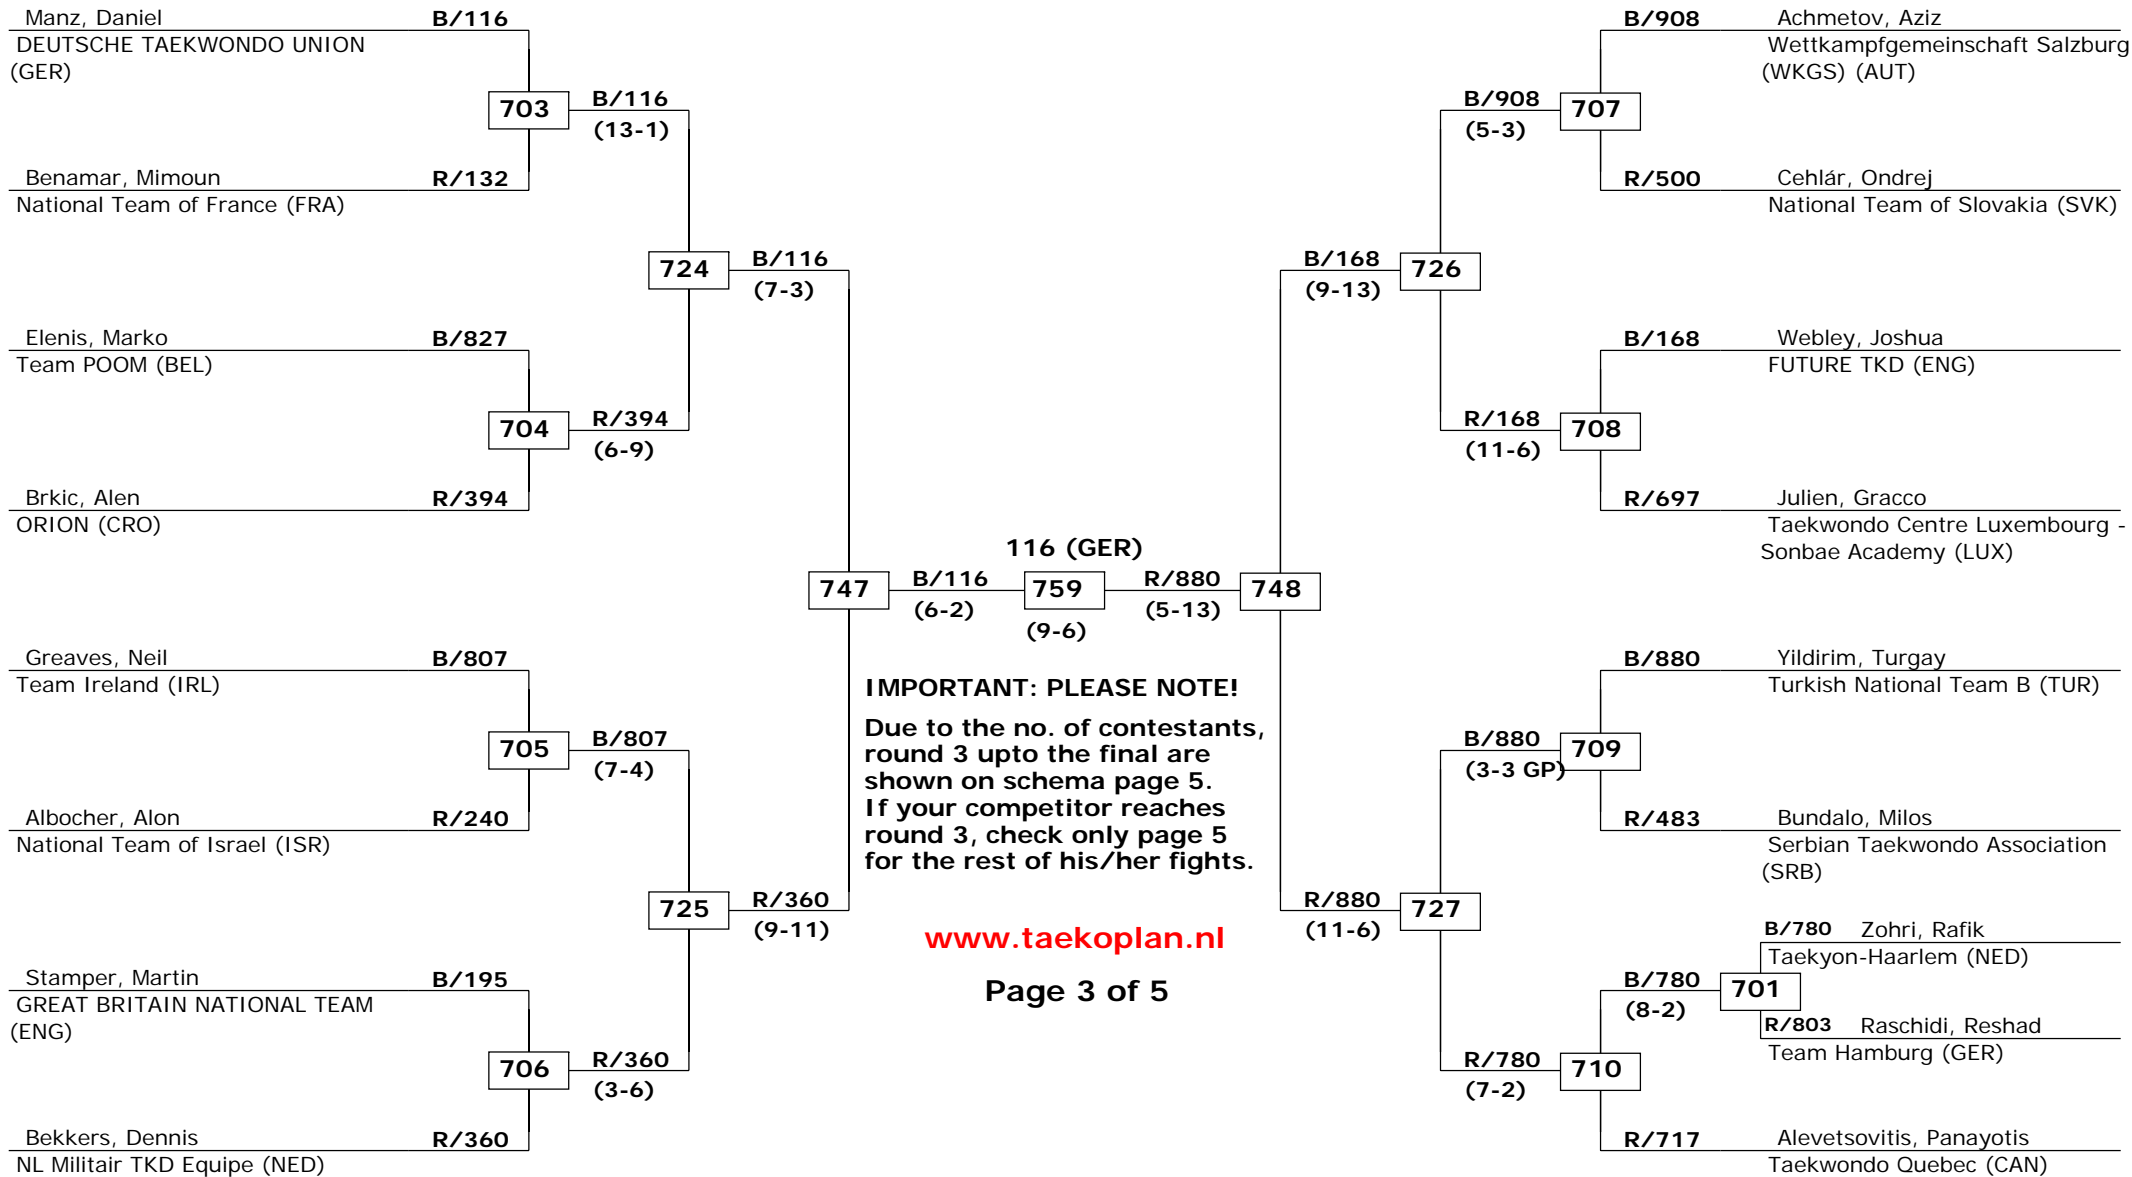 Manz, Daniel B/116
DEUTSCHE TAEKWONDO UNION
(GER)
703
B/116
(13-1)
Benamar, Mimoun R/132
National Team of France (FRA)
724
B/116
(7-3)
Elenis, Marko B/827
Team POOM (BEL)
704
R/394
(6-9)
Brkic, Alen R/394
ORION (CRO)
747
B/116
(6-2)
Greaves, Neil B/807
Team Ireland (IRL)
705
B/807
(7-4)
Albocher, Alon R/240
National Team of Israel (ISR)
725
R/360
(9-11)
Stamper, Martin B/195
GREAT BRITAIN NATIONAL TEAM
(ENG)
706
R/360
(3-6)
Bekkers, Dennis R/360
NL Militair TKD Equipe (NED)
116 (GER)
759
(9-6)
IMPORTANT: PLEASE NOTE!
Due to the no. of contestants,
round 3 upto the final are
shown on schema page 5.
If your competitor reaches
round 3, check only page 5
for the rest of his/her fights.
www.taekoplan.nl
Page 3 of 5
R/880
(5-13)
748
B/908 Achmetov, Aziz
Wettkampfgemeinschaft Salzburg
(WKGS) (AUT)
B/908
(5-3)
707
R/500 Cehlár, Ondrej
National Team of Slovakia (SVK)
B/168
(9-13)
726
B/168 Webley, Joshua
FUTURE TKD (ENG)
R/168
(11-6)
708
R/697 Julien, Gracco
Taekwondo Centre Luxembourg -
Sonbae Academy (LUX)
B/880 Yildirim, Turgay
Turkish National Team B (TUR)
B/880
(3-3 GP)
709
R/483 Bundalo, Milos
Serbian Taekwondo Association
(SRB)
R/880
(11-6)
727
B/780 Zohri, Rafik
Taekyon-Haarlem (NED)
B/780
(8-2)
701
R/803 Raschidi, Reshad
Team Hamburg (GER)
R/780
(7-2)
710
R/717 Alevetsovitis, Panayotis
Taekwondo Quebec (CAN)